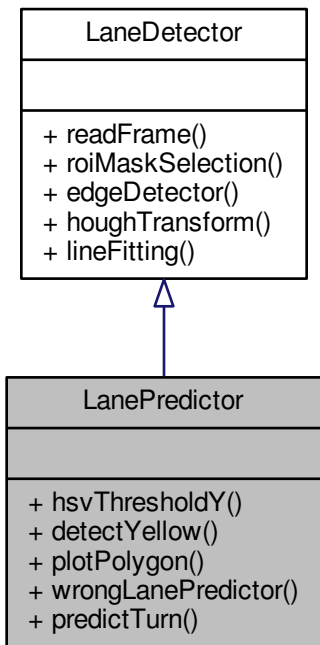 LaneDetector
+ readFrame()
+ roiMaskSelection()
+ edgeDetector()
+ houghTransform()
+ lineFitting()
LanePredictor
+ hsvThresholdY()
+ detectYellow()
+ plotPolygon()
+ wrongLanePredictor()
+ predictTurn()